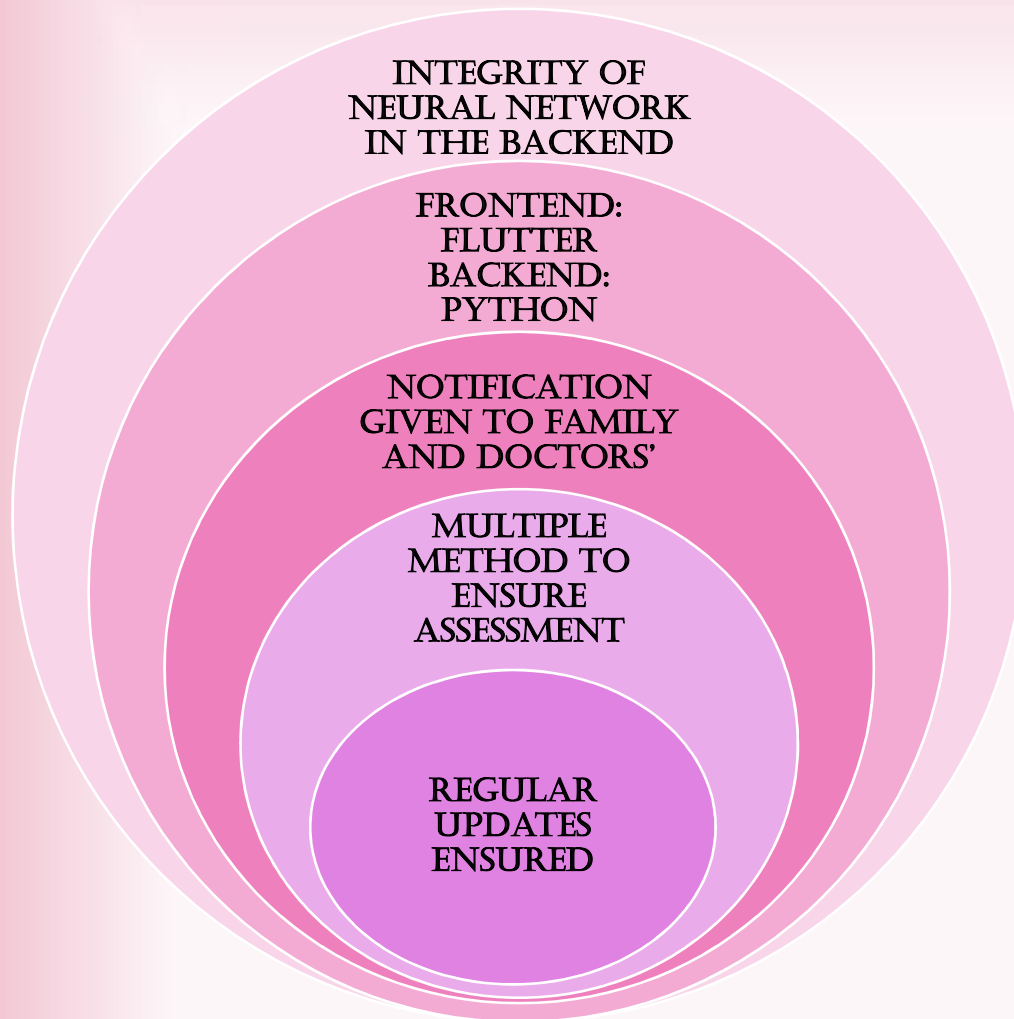 INTEGRITY OF
NEURAL NETWORK
IN THE BACKEND
FRONTEND:
FLUTTER
BACKEND:
PYTHON
NOTIFICATION
GIVEN TO FAMILY
AND DOCTORS’
MULTIPLE
METHOD TO
ENSURE
ASSESSMENT
REGULAR
UPDATES
ENSURED